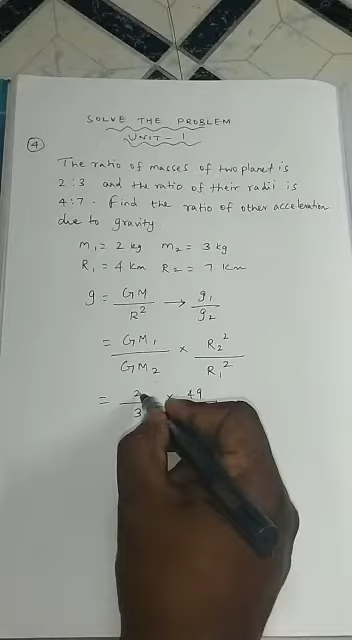 SOLVE THE PROBLEM
UNIT - 1
4
The ratio of masses of two planet is
2:3 and the ratio of their radii is
4:7. Find the ratio of other acceleration
due to gravity
M₁ = 2 kg M₂ = 3 kg
R₁ = 4 km R₂ = 7 km
g = GM / R² → g₁ / g₂
= GM₁ / GM₂ × R₂² / R₁²
= 2 / 3 × 49